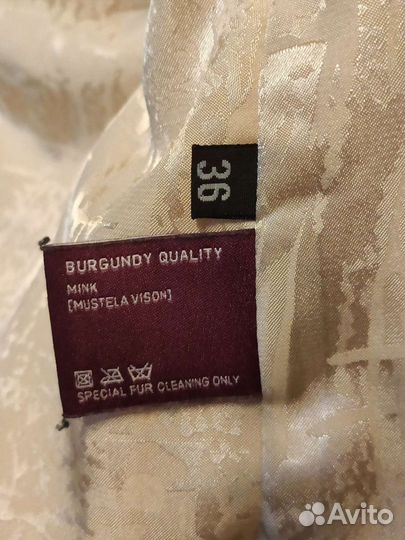 36
BURGUNDY QUALITY
MINK
[MUSTELA VISON]
SPECIAL FUR CLEANING ONLY
Avito